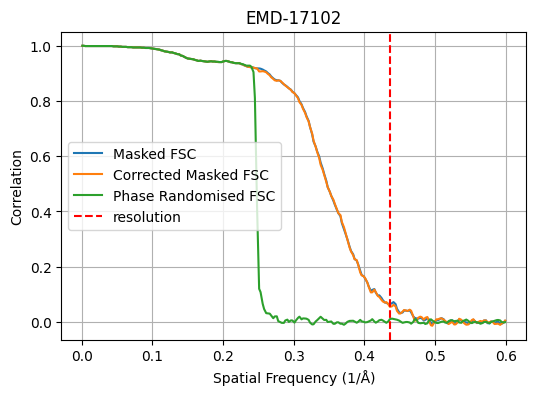 EMD-17102
1.0
0.8
0.6
0.4
0.2
0.0
Correlation
Masked FSC
Corrected Masked FSC
Phase Randomised FSC
resolution
0.0 0.1 0.2 0.3 0.4 0.5 0.6
Spatial Frequency (1/Å)